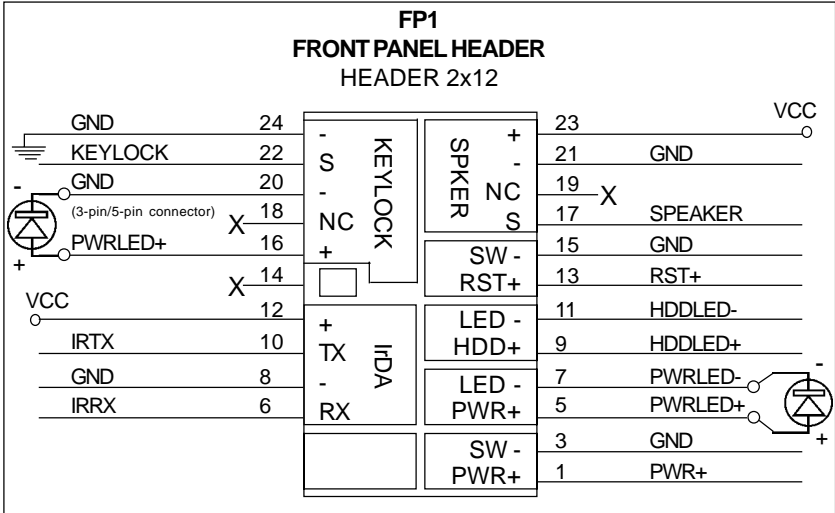 FP1
FRONT PANEL HEADER
HEADER 2x12
GND 24 - + 23 VCC
KEYLOCK 22 S - 21 GND
GND 20 - NC 19 X
(3-pin/5-pin connector) X 18 NC S 17 SPEAKER
PWRLED+ 16 + SW - 15 GND
X 14 RST+ 13 RST+
VCC 12 + LED - 11 HDDLED-
IRTX 10 TX HDD+ 9 HDDLED+
GND 8 - LED - 7 PWRLED-
IRRX 6 RX PWR+ 5 PWRLED+
SW - 3 GND
PWR+ 1 PWR+
KEYLOCK
SPKER
IrDA
-
+
-
+